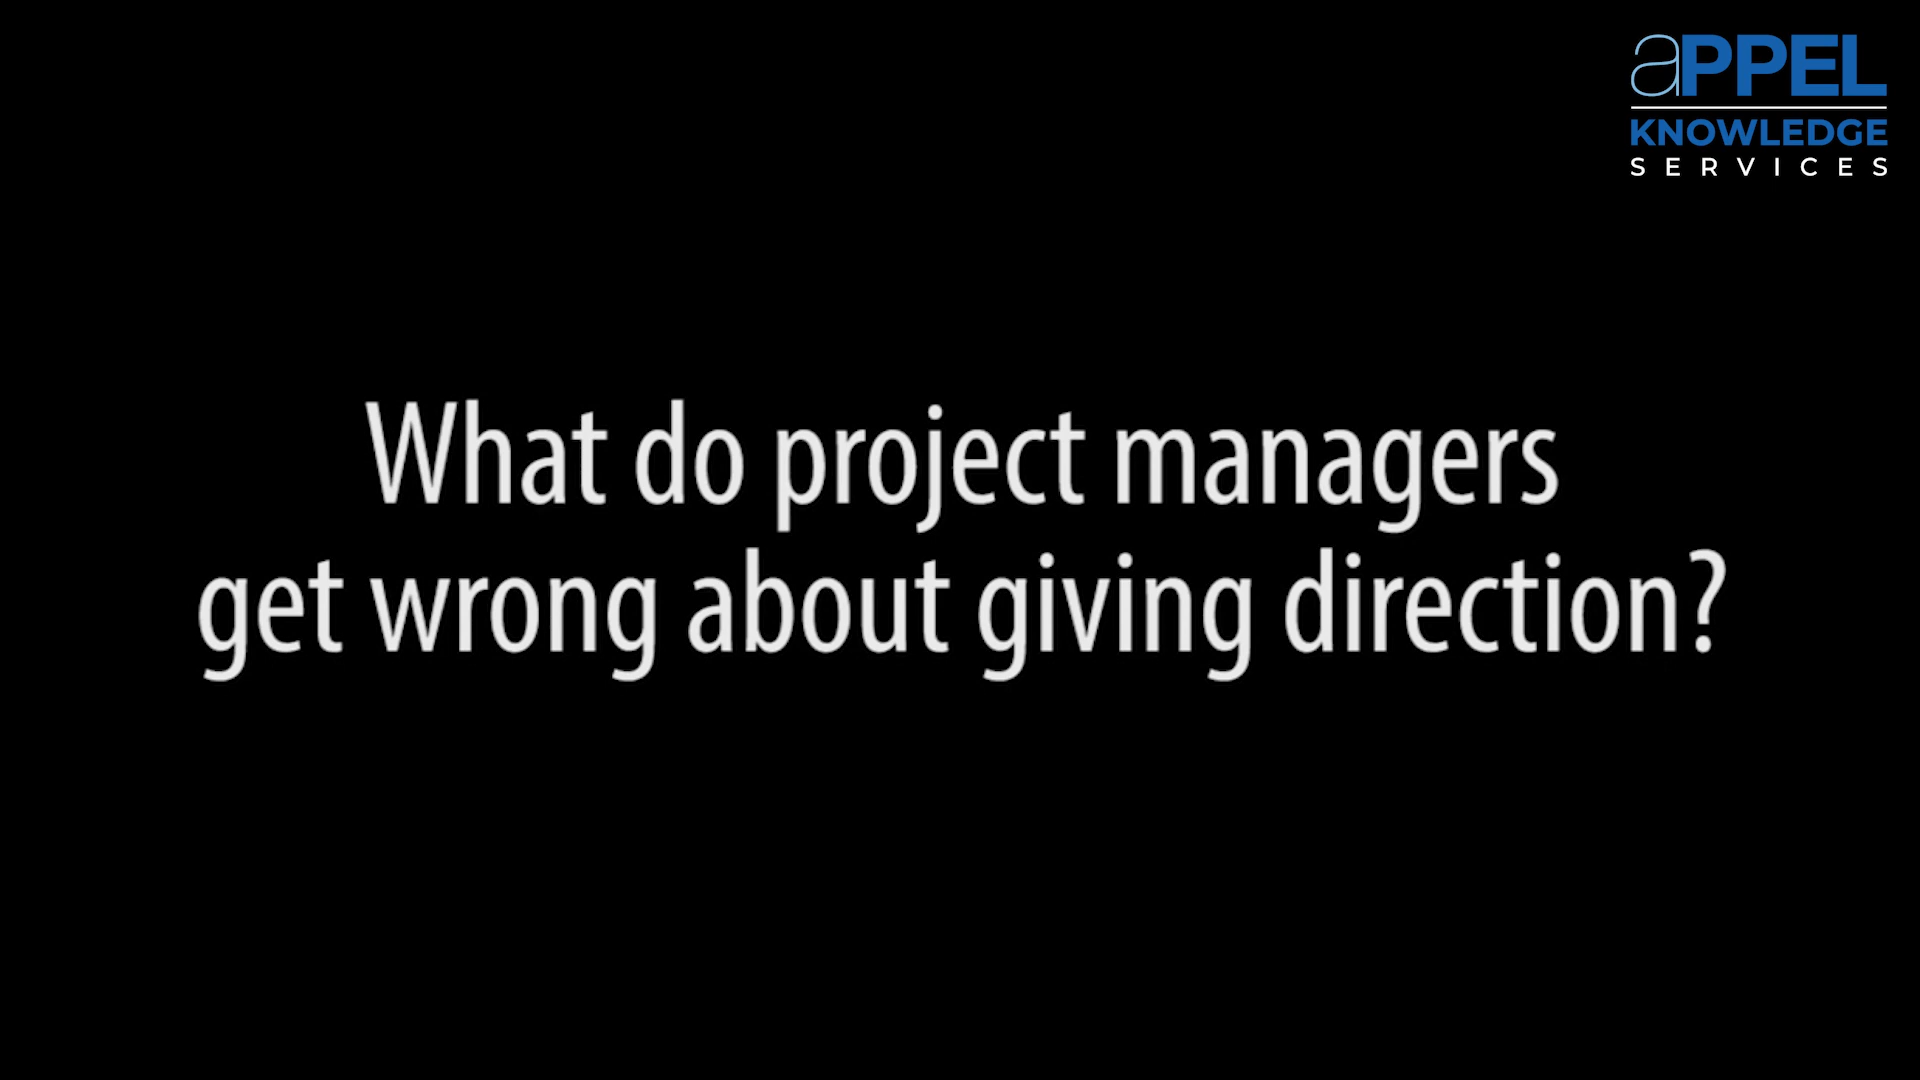 aPPEL
KNOWLEDGE
SERVICES
What do project managers
get wrong about giving direction?